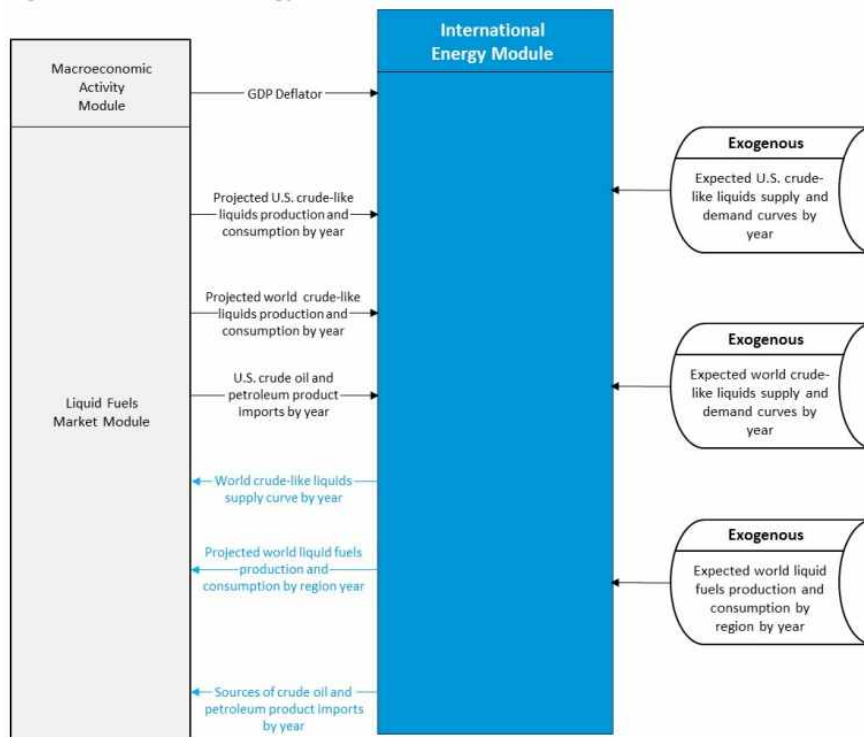 International
Energy Module
Macroeconomic
Activity
Module
GDP Deflator
Projected U.S. crude-like
liquids production and
consumption by year
Projected world crude-like
liquids production and
consumption by year
U.S. crude oil and
petroleum product
imports by year
Liquid Fuels
Market Module
World crude-like liquids
supply curve by year
Projected world liquid fuels
production and
consumption by region year
Sources of crude oil and
petroleum product imports
by year
Exogenous
Expected U.S. crude-
like liquids supply and
demand curves by
year
Exogenous
Expected world crude-
like liquids supply and
demand curves by
year
Exogenous
Expected world liquid
fuels production and
consumption by
region by year